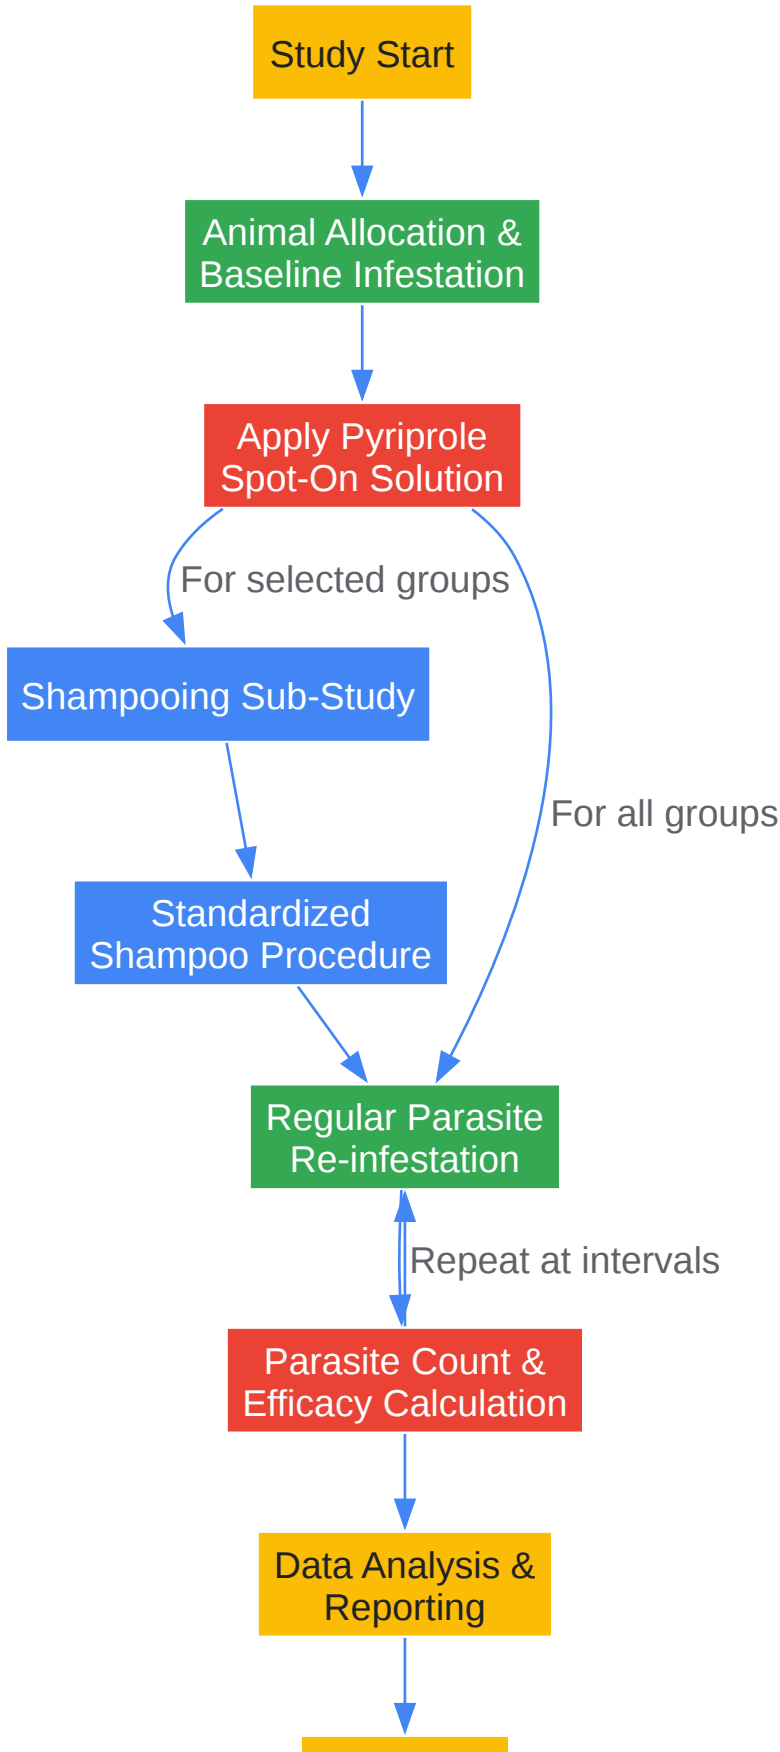 Study Start
Animal Allocation &
Baseline Infestation
Apply Pyriprole
Spot-On Solution
For selected groups
Shampooing Sub-Study
For all groups
Standardized
Shampoo Procedure
Regular Parasite
Re-infestation
Repeat at intervals
Parasite Count &
Efficacy Calculation
Data Analysis &
Reporting